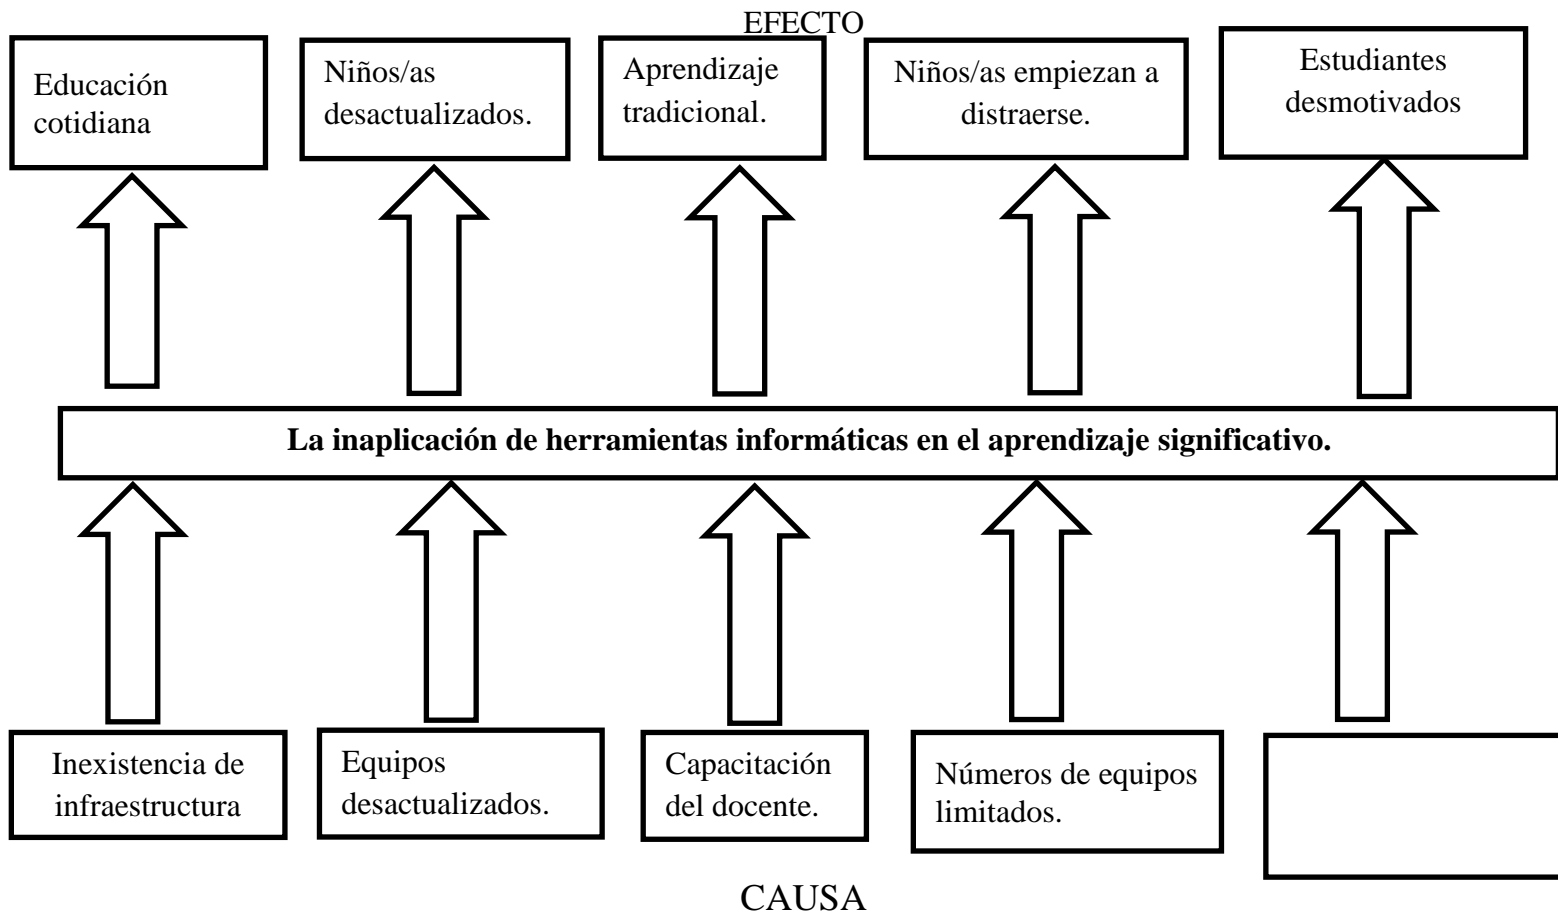 EFECTO
Educación
cotidiana
Niños/as
desactualizados.
Aprendizaje
tradicional.
Niños/as empiezan a
distraerse.
Estudiantes
desmotivados
La inaplicación de herramientas informáticas en el aprendizaje significativo.
Inexistencia de
infraestructura
Equipos
desactualizados.
Capacitación
del docente.
Números de equipos
limitados.
CAUSA